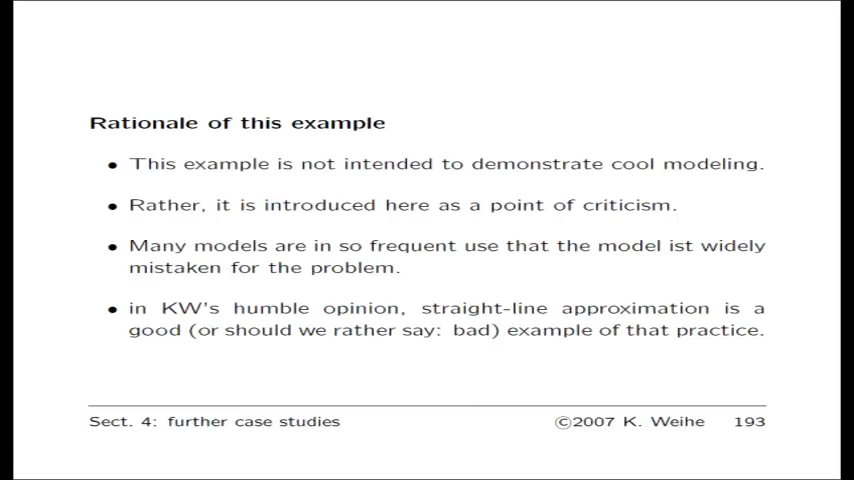 Rationale of this example
• This example is not intended to demonstrate cool modeling.
• Rather, it is introduced here as a point of criticism.
• Many models are in so frequent use that the model ist widely
mistaken for the problem.
• in KW's humble opinion, straight-line approximation is a
good (or should we rather say: bad) example of that practice.
Sect. 4: further case studies ©2007 K. Weihe 193